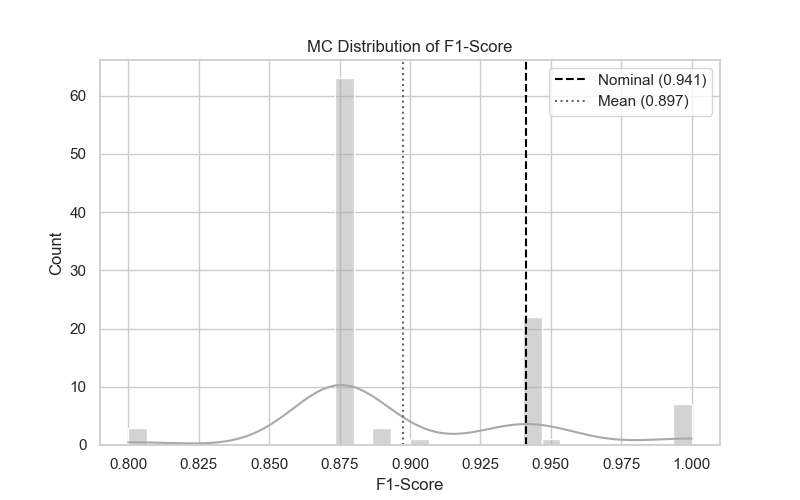 MC Distribution of F1-Score
Nominal (0.941)
Mean (0.897)
Count
60
50
40
30
20
10
0
0.800 0.825 0.850 0.875 0.900 0.925 0.950 0.975 1.000
F1-Score